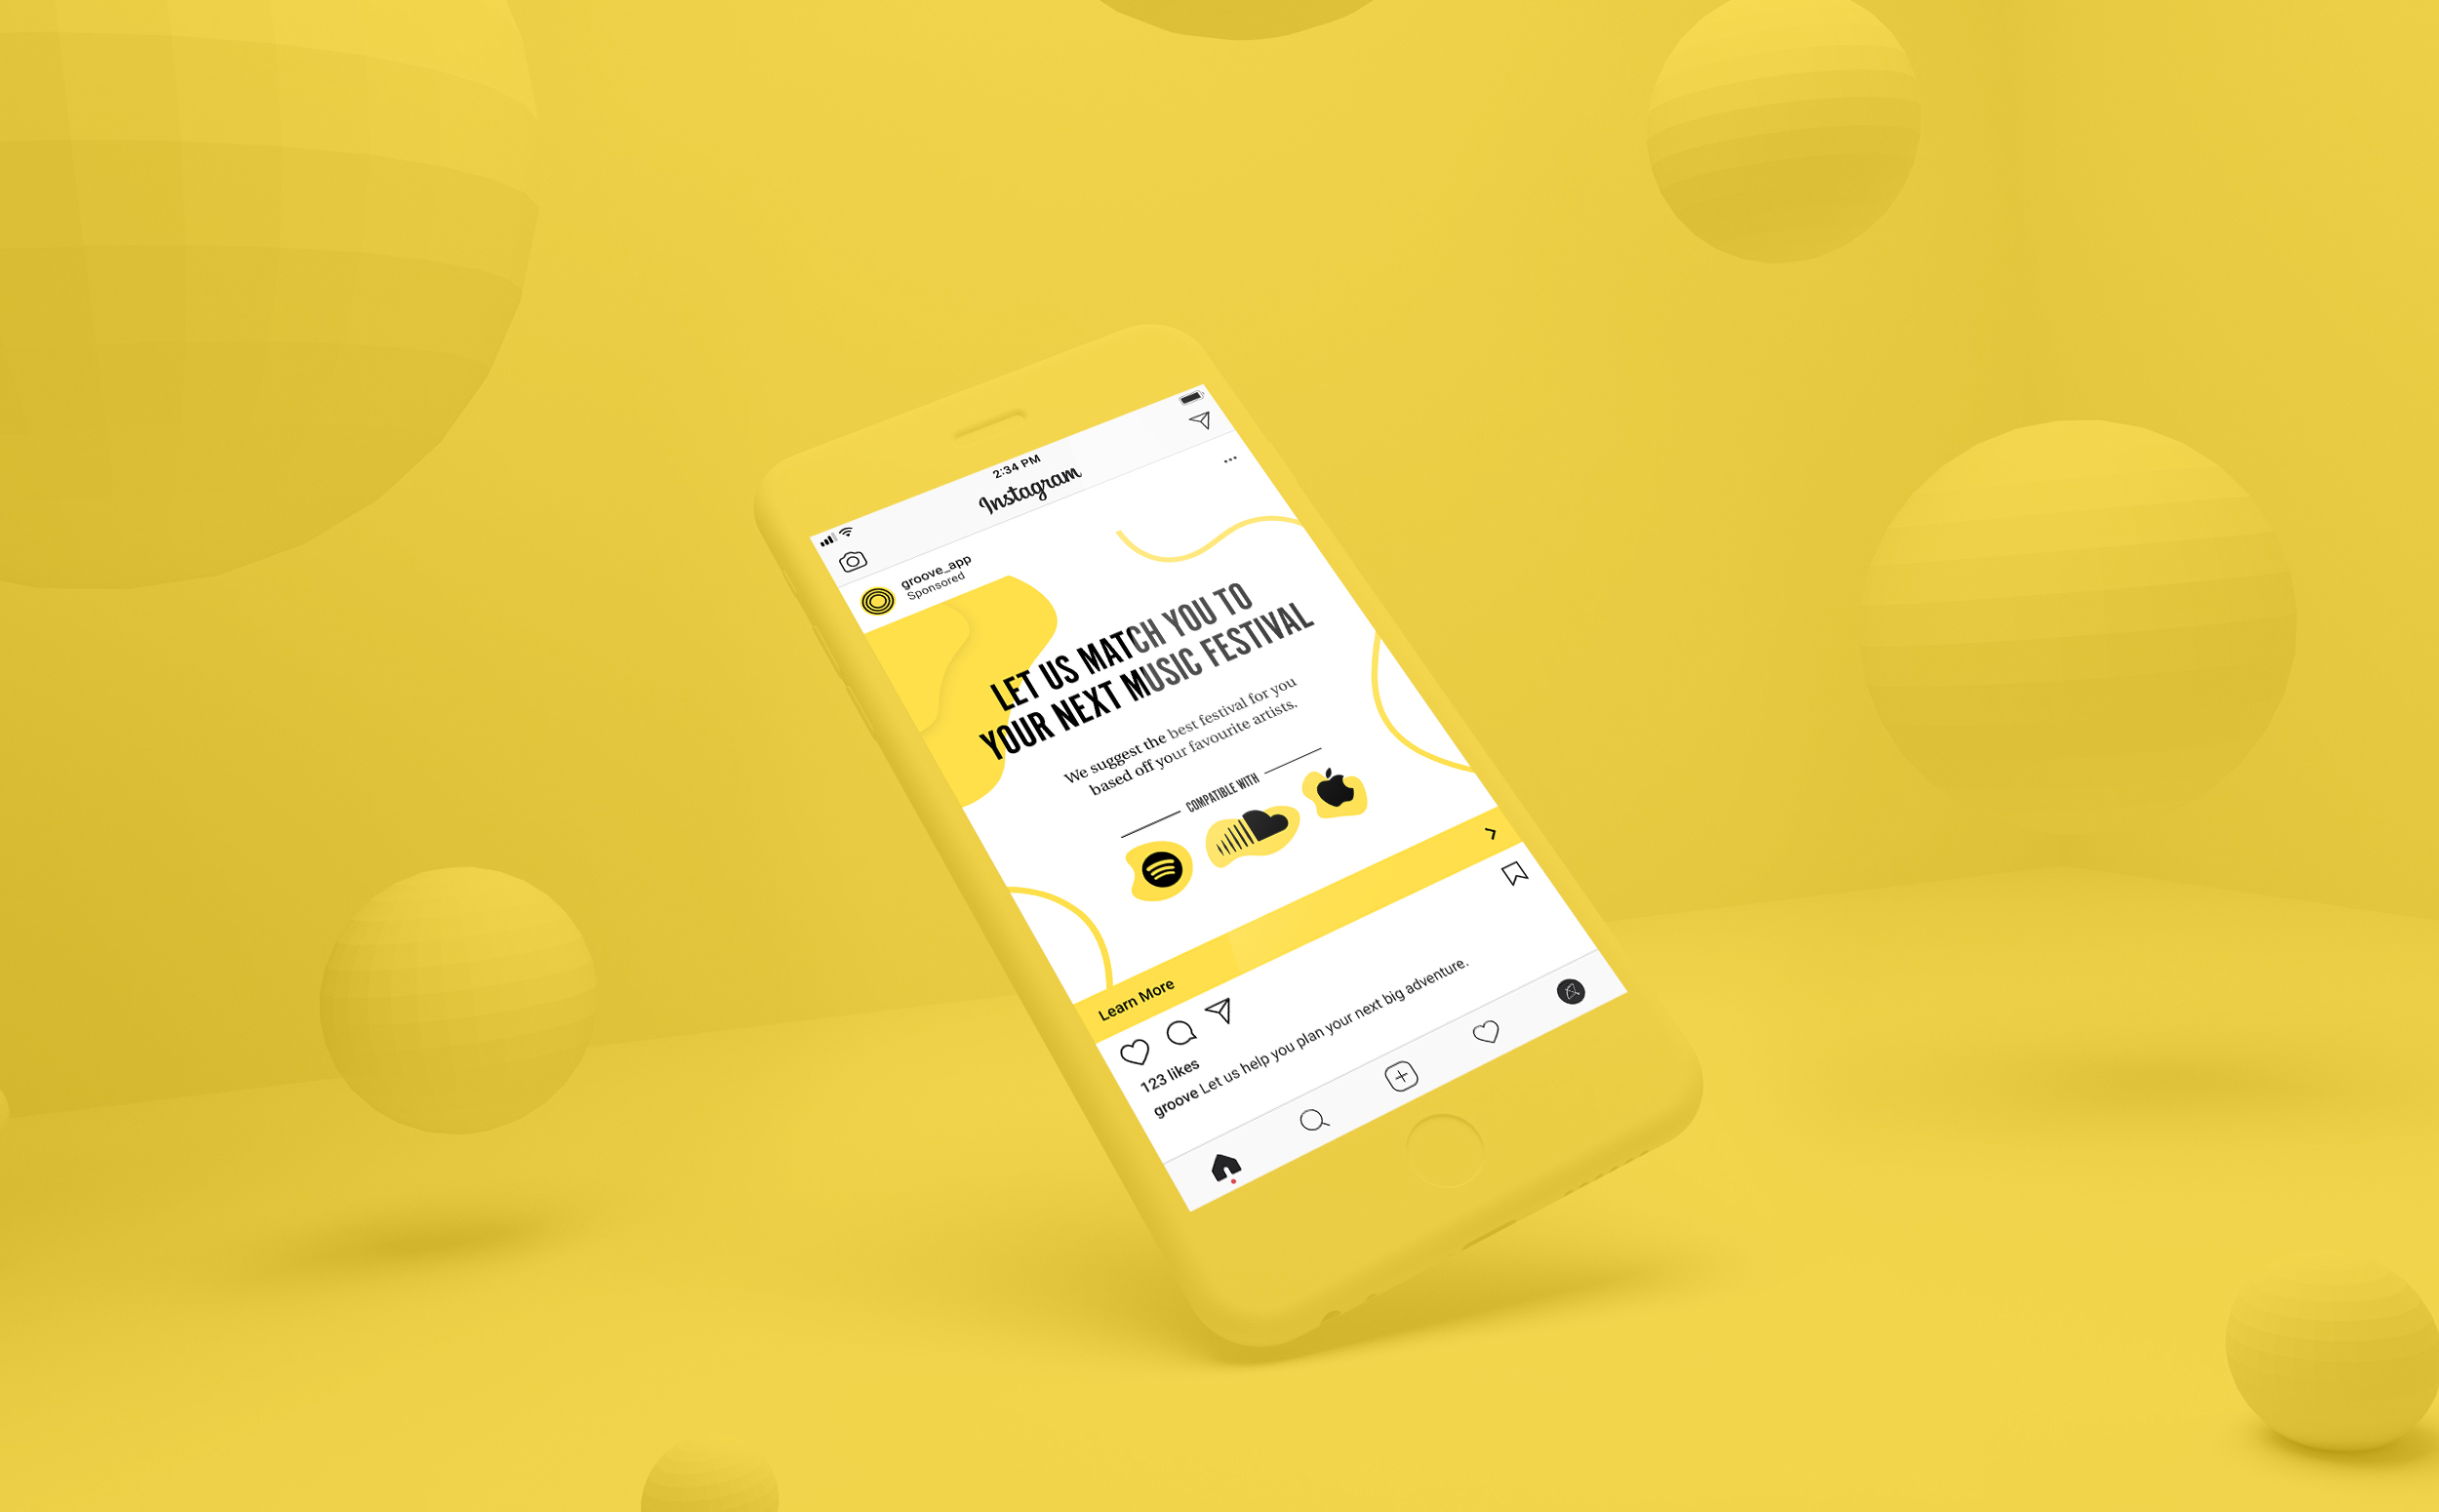 2:34 PM
Instagram
groove_app
Sponsored
LET US MATCH YOU TO
YOUR NEXT MUSIC FESTIVAL
We suggest the best festival for you
based off your favourite artists.
COMPATIBLE WITH
Learn More
123 likes
groove Let us help you plan your next big adventure.